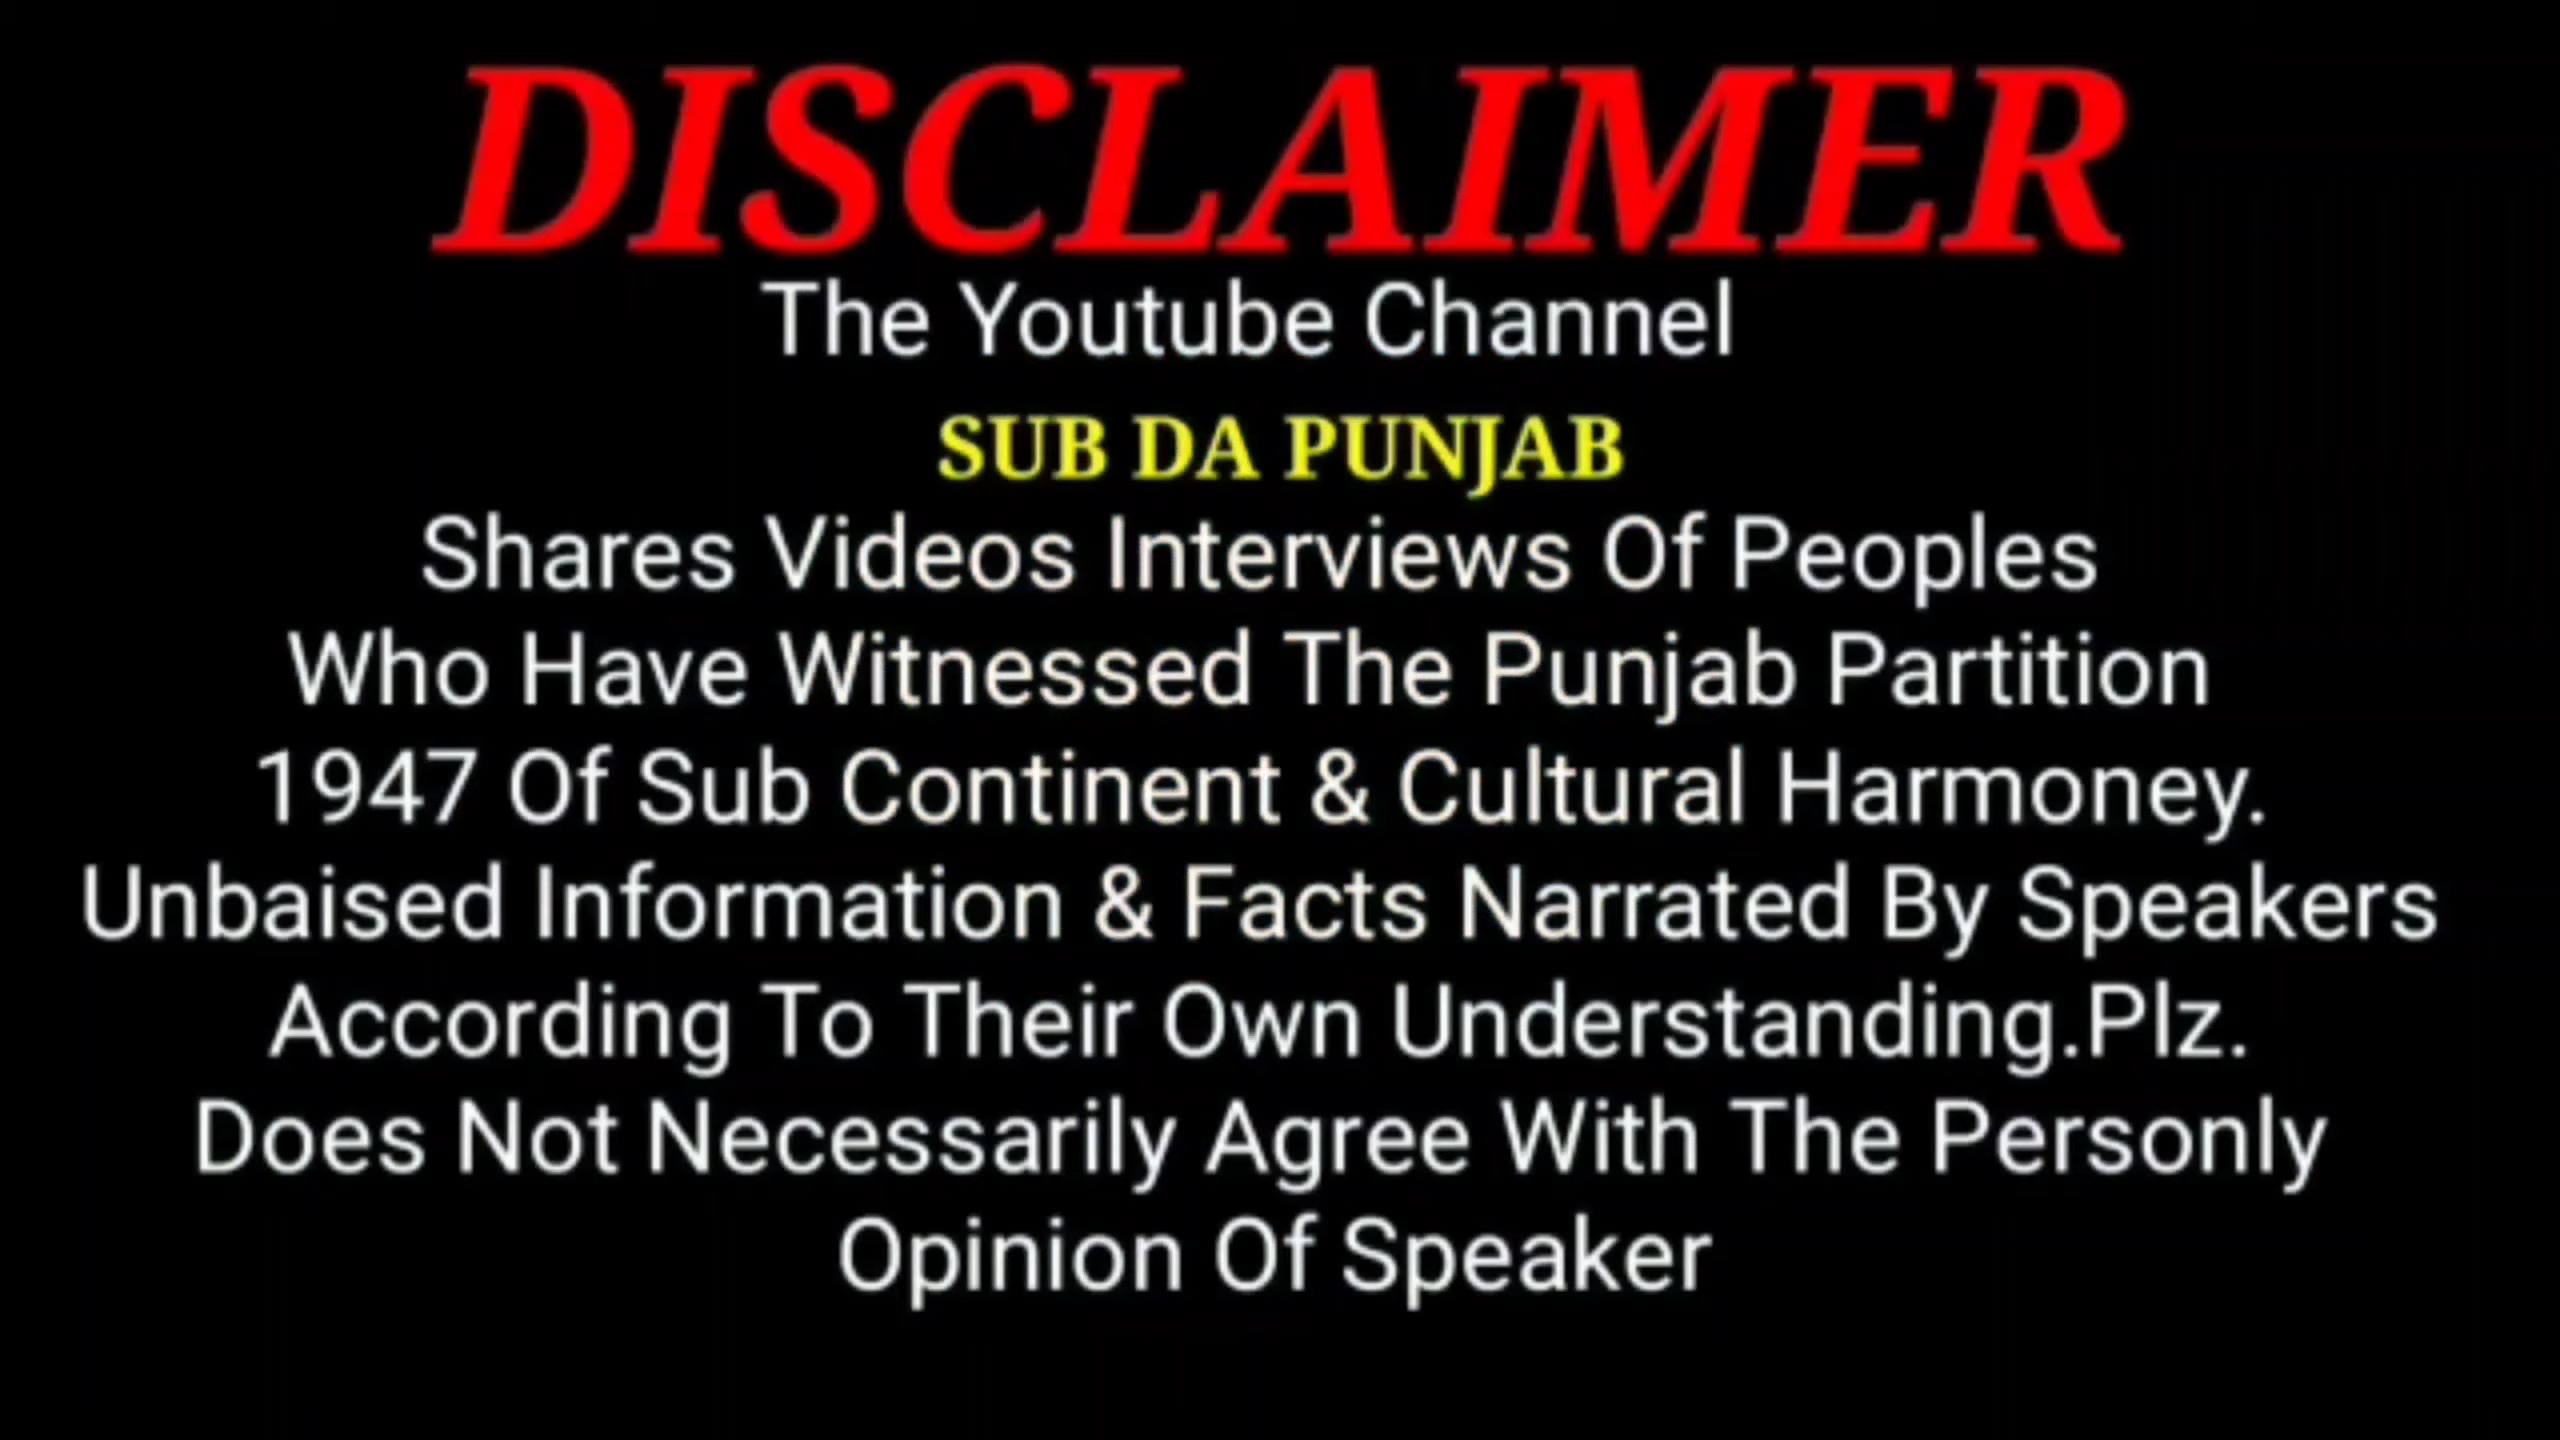 DISCLAIMER
The Youtube Channel
SUB DA PUNJAB
Shares Videos Interviews Of Peoples
Who Have Witnessed The Punjab Partition
1947 Of Sub Continent & Cultural Harmoney.
Unbaised Information & Facts Narrated By Speakers
According To Their Own Understanding.Plz.
Does Not Necessarily Agree With The Personly
Opinion Of Speaker